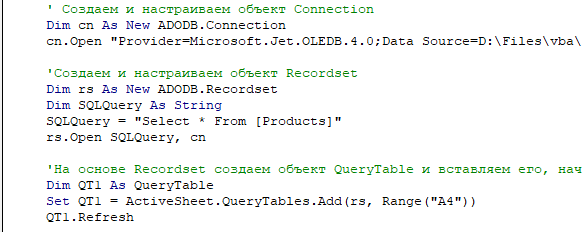 ' Создаем и настраиваем объект Connection
Dim cn As New ADODB.Connection
cn.Open "Provider=Microsoft.Jet.OLEDB.4.0;Data Source=D:\Files\vba\
'Создаем и настраиваем объект Recordset
Dim rs As New ADODB.Recordset
Dim SQLQuery As String
SQLQuery = "Select * From [Products]"
rs.Open SQLQuery, cn
'На основе Recordset создаем объект QueryTable и вставляем его, нач
Dim QT1 As QueryTable
Set QT1 = ActiveSheet.QueryTables.Add(rs, Range("A4"))
QT1.Refresh